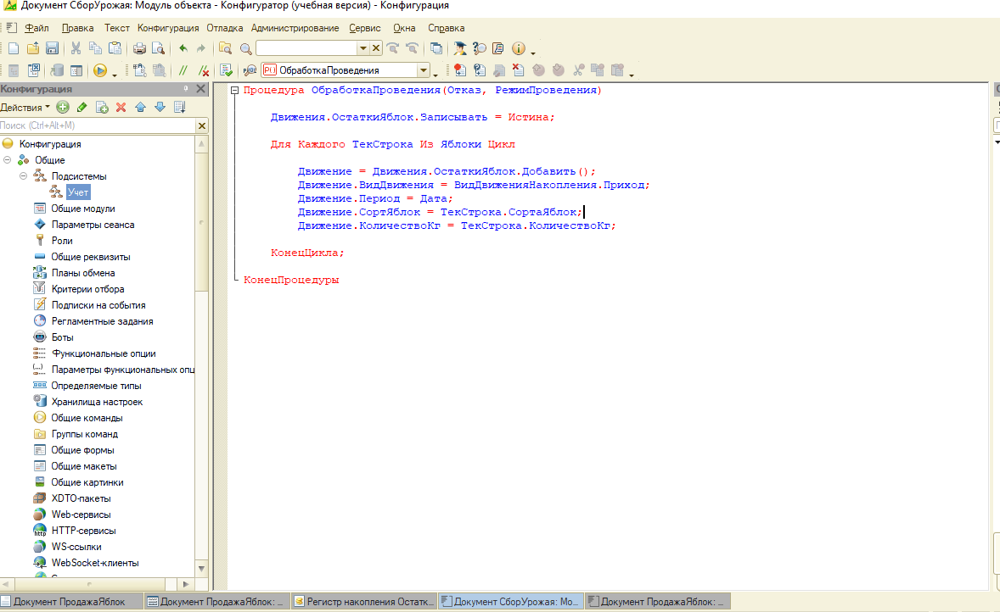 Документ СборУрожая: Модуль объекта - Конфигуратор (учебная версия) - Конфигурация
Файл Правка Текст Конфигурация Отладка Администрирование Сервис Окна Справка
ОбработкаПроведения
Конфигурация
Действия
Поиск (Ctrl+Alt+M)
Конфигурация
Общие
Подсистемы
Учет
Общие модули
Параметры сеанса
Роли
Общие реквизиты
Планы обмена
Критерии отбора
Подписки на события
Регламентные задания
Боты
Функциональные опции
Параметры функциональных опц
Определяемые типы
Хранилища настроек
Общие команды
Группы команд
Общие формы
Общие макеты
Общие картинки
XDTO-пакеты
Web-сервисы
HTTP-сервисы
WS-ссылки
WebSocket-клиенты
Процедура ОбработкаПроведения(Отказ, РежимПроведения)
Движения.ОстаткиЯблок.Записывать = Истина;
Для Каждого ТекСтрока Из Яблоки Цикл
Движение = Движения.ОстаткиЯблок.Добавить();
Движение.ВидДвижения = ВидДвиженияНакопления.Приход;
Движение.Период = Дата;
Движение.СортЯблок = ТекСтрока.СортаЯблок;
Движение.КоличествоКг = ТекСтрока.КоличествоКг;
КонецЦикла;
КонецПроцедуры
Документ ПродажаЯблок
Документ ПродажаЯблок: ...
Регистр накопления Остатк...
Документ СборУрожая: Мо...
Документ ПродажаЯблок: ...